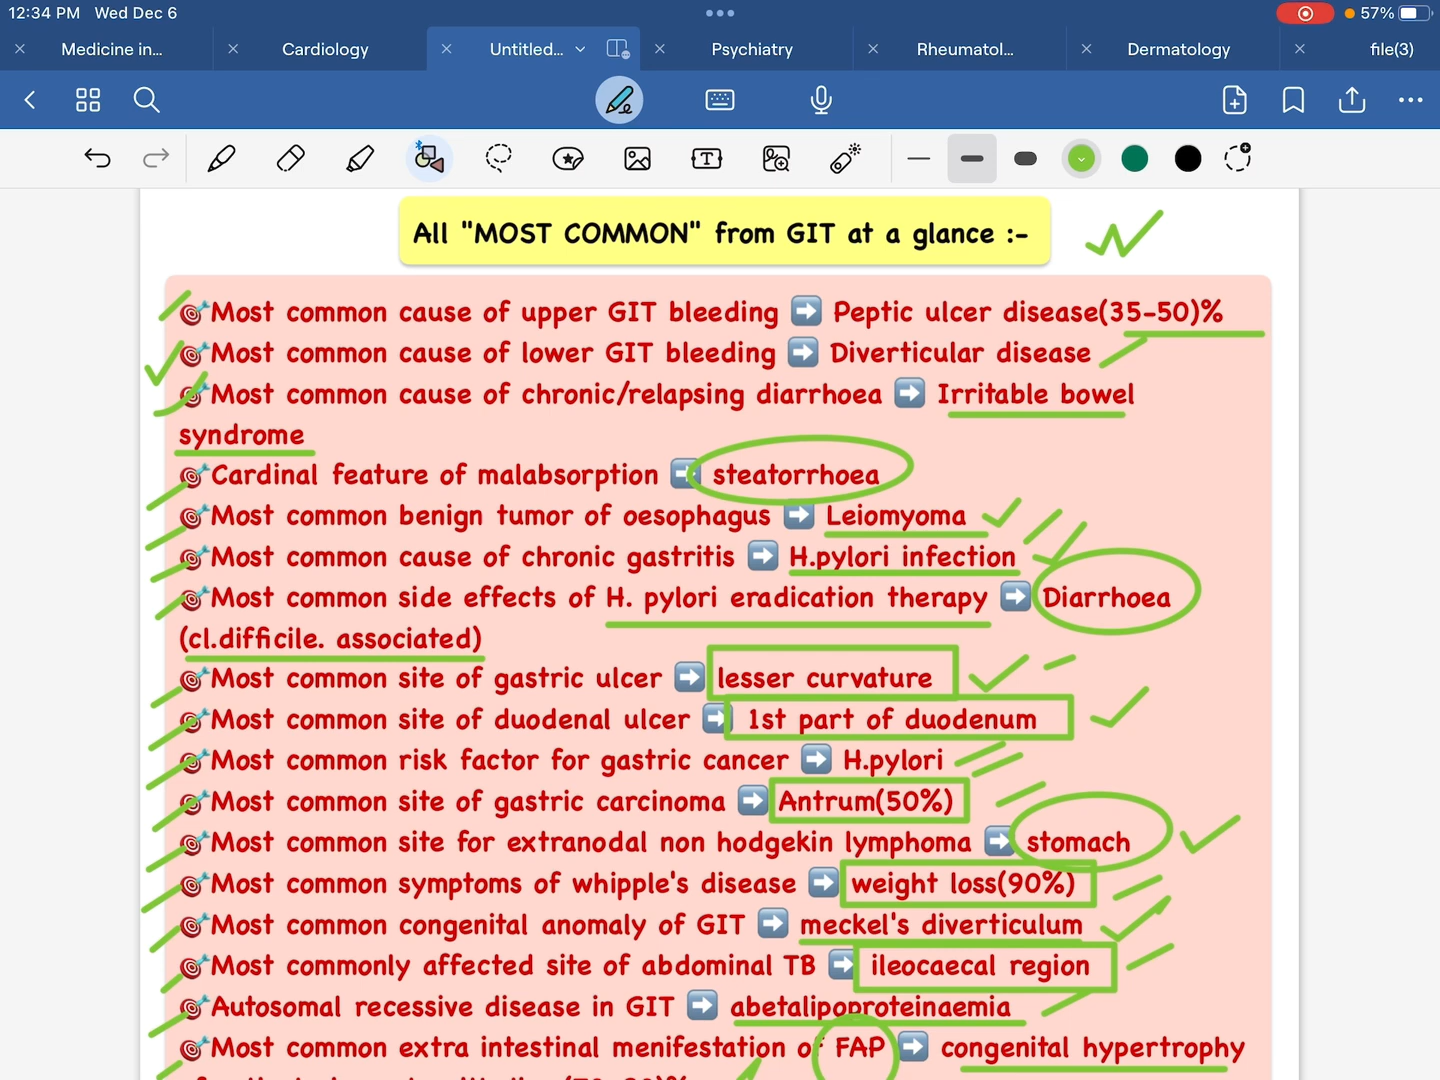 12:34 PM Wed Dec 6
57%
Medicine in...
Cardiology
Untitled...
Psychiatry
Rheumatol...
Dermatology
file(3)
All "MOST COMMON" from GIT at a glance :-
Most common cause of upper GIT bleeding ➡️ Peptic ulcer disease(35-50)%
Most common cause of lower GIT bleeding ➡️ Diverticular disease
Most common cause of chronic/relapsing diarrhoea ➡️ Irritable bowel
syndrome
Cardinal feature of malabsorption ➡️ steatorrhoea
Most common benign tumor of oesophagus ➡️ Leiomyoma
Most common cause of chronic gastritis ➡️ H.pylori infection
Most common side effects of H. pylori eradication therapy ➡️ Diarrhoea
(cl.difficile. associated)
Most common site of gastric ulcer ➡️ lesser curvature
Most common site of duodenal ulcer ➡️ 1st part of duodenum
Most common risk factor for gastric cancer ➡️ H.pylori
Most common site of gastric carcinoma ➡️ Antrum(50%)
Most common site for extranodal non hodgekin lymphoma ➡️ stomach
Most common symptoms of whipple's disease ➡️ weight loss(90%)
Most common congenital anomaly of GIT ➡️ meckel's diverticulum
Most commonly affected site of abdominal TB ➡️ ileocaecal region
Autosomal recessive disease in GIT ➡️ abetalipoproteinaemia
Most common extra intestinal menifestation of FAP ➡️ congenital hypertrophy